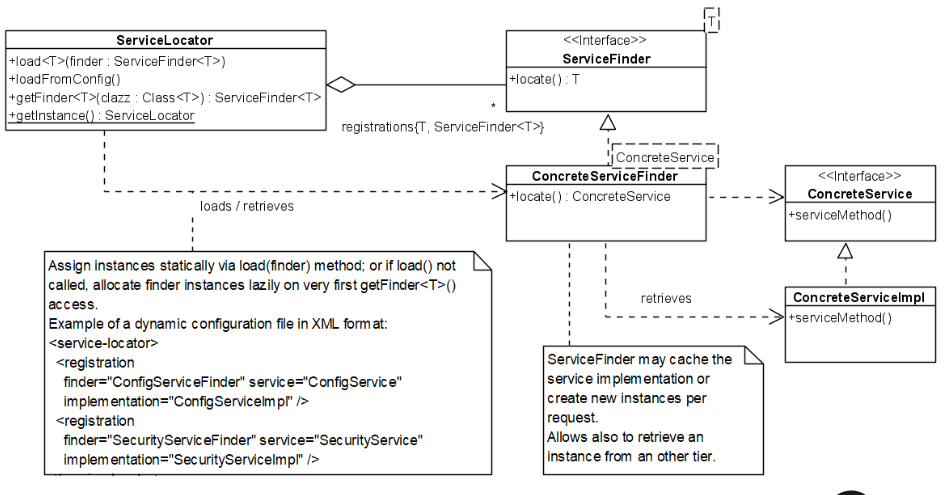 ServiceLocator
+load<T>(finder : ServiceFinder<T>)
+loadFromConfig()
+getFinder<T>(clazz : Class<T>) : ServiceFinder<T>
+getInstance() : ServiceLocator
T
<<Interface>>
ServiceFinder
+locate() : T
*
registrations{T, ServiceFinder<T>}
ConcreteService
ConcreteServiceFinder
+locate() : ConcreteService
<<Interface>>
ConcreteService
+serviceMethod()
loads / retrieves
retrieves
ConcreteServiceImpl
+serviceMethod()
Assign instances statically via load(finder) method; or if load() not
called, allocate finder instances lazily on very first getFinder<T>()
access.
Example of a dynamic configuration file in XML format:
<service-locator>
<registration
finder="ConfigServiceFinder" service="ConfigService"
implementation="ConfigServiceImpl" />
<registration
finder="SecurityServiceFinder" service="SecurityService"
implementation="SecurityServiceImpl" />
ServiceFinder may cache the
service implementation or
create new instances per
request.
Allows also to retrieve an
instance from an other tier.